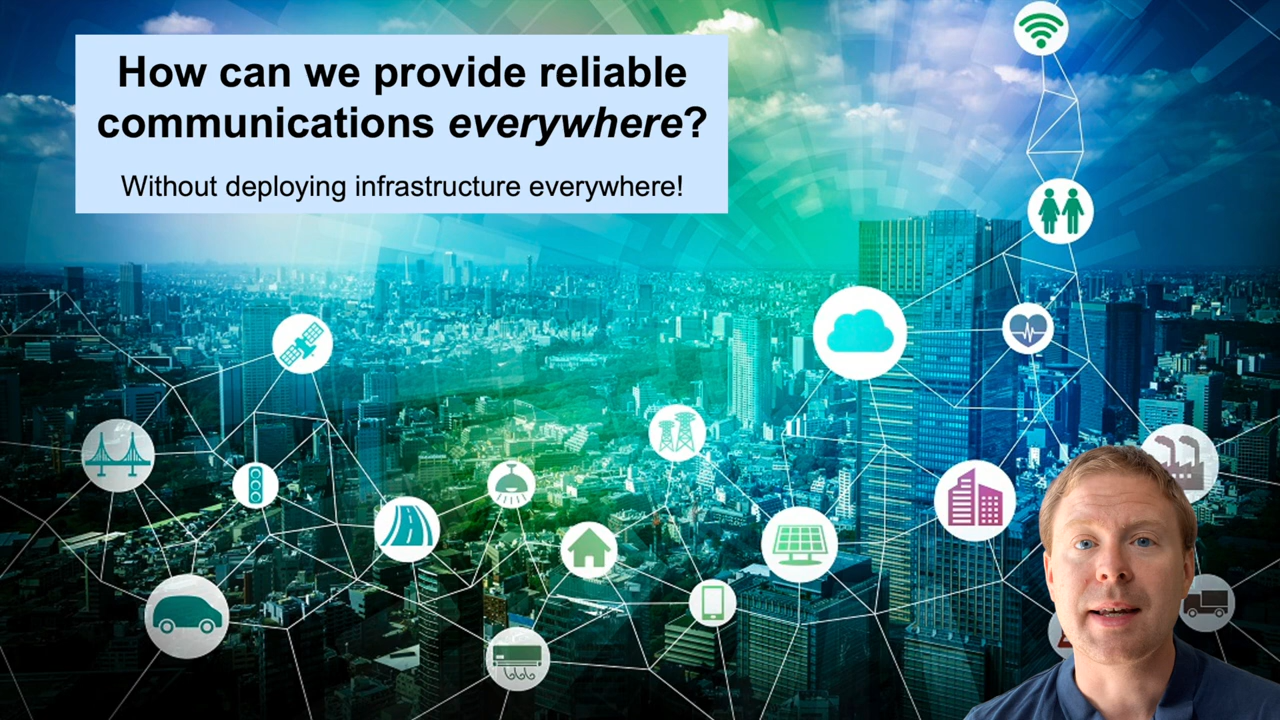 How can we provide reliable
communications everywhere?
Without deploying infrastructure everywhere!